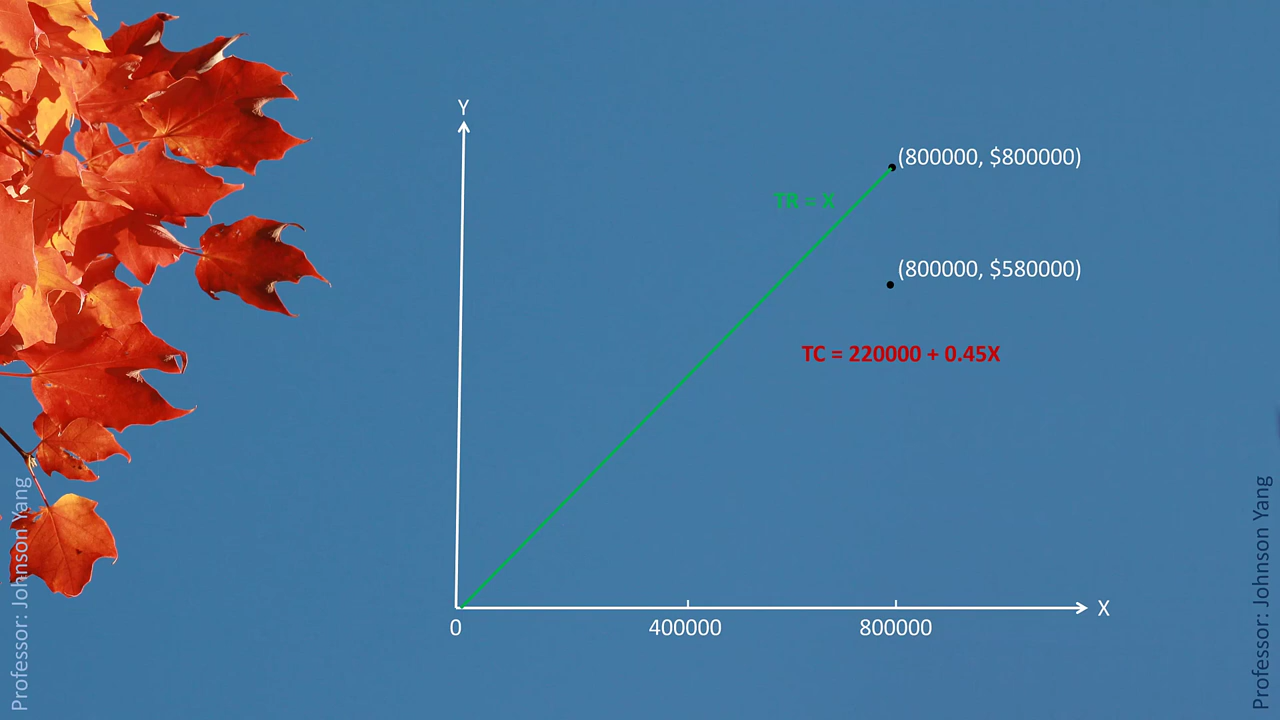 Y
(800000, $800000)
TR = X
(800000, $580000)
TC = 220000 + 0.45X
X
0
400000
800000
Professor: Johnson Yang
Professor: Johnson Yang